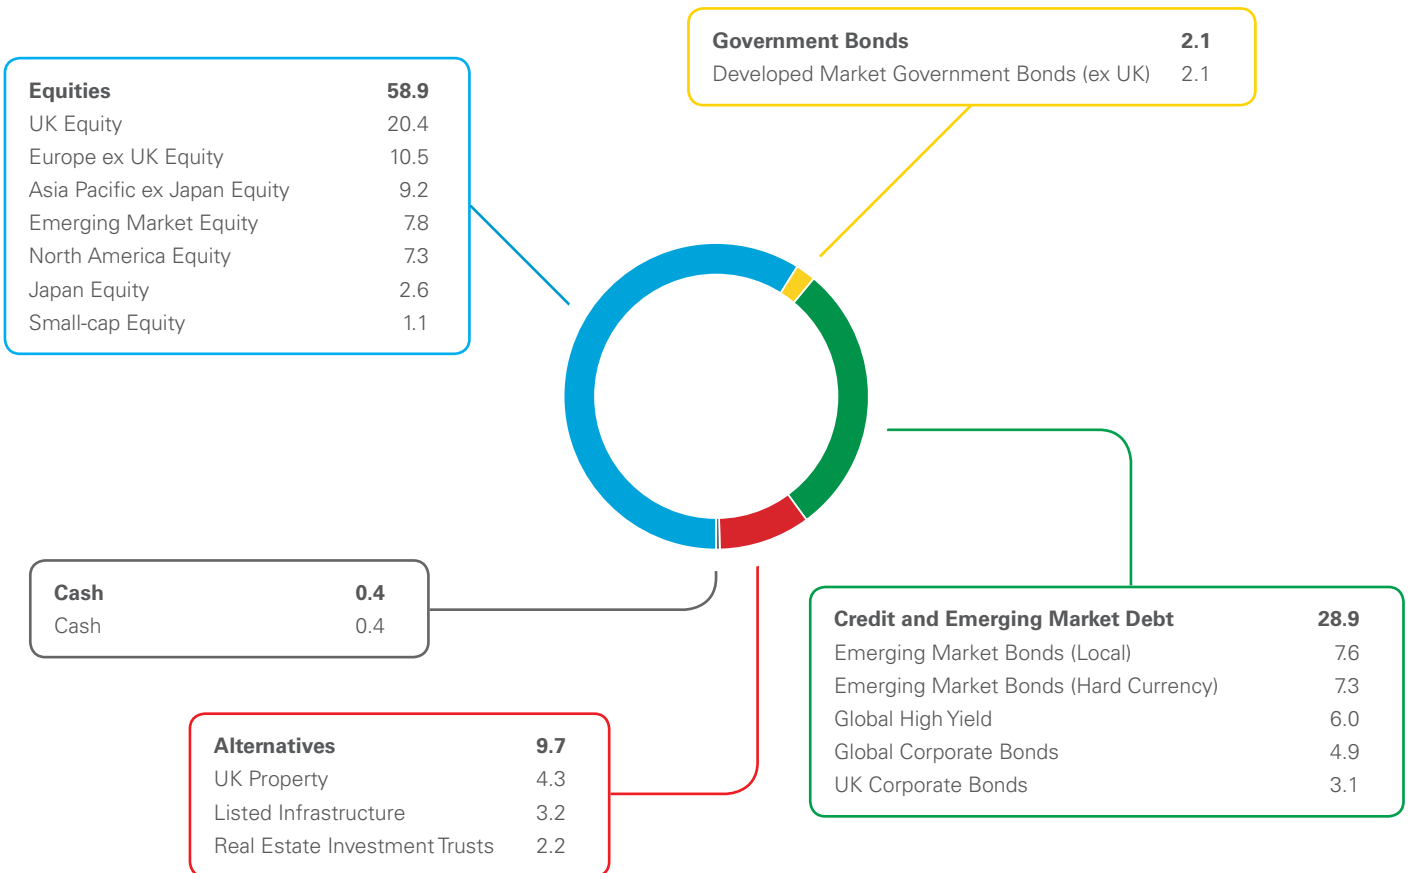 Government Bonds 2.1
Developed Market Government Bonds (ex UK) 2.1
Equities 58.9
UK Equity 20.4
Europe ex UK Equity 10.5
Asia Pacific ex Japan Equity 9.2
Emerging Market Equity 7.8
North America Equity 7.3
Japan Equity 2.6
Small-cap Equity 1.1
Cash 0.4
Cash 0.4
Credit and Emerging Market Debt 28.9
Emerging Market Bonds (Local) 7.6
Emerging Market Bonds (Hard Currency) 7.3
Global High Yield 6.0
Global Corporate Bonds 4.9
UK Corporate Bonds 3.1
Alternatives 9.7
UK Property 4.3
Listed Infrastructure 3.2
Real Estate Investment Trusts 2.2